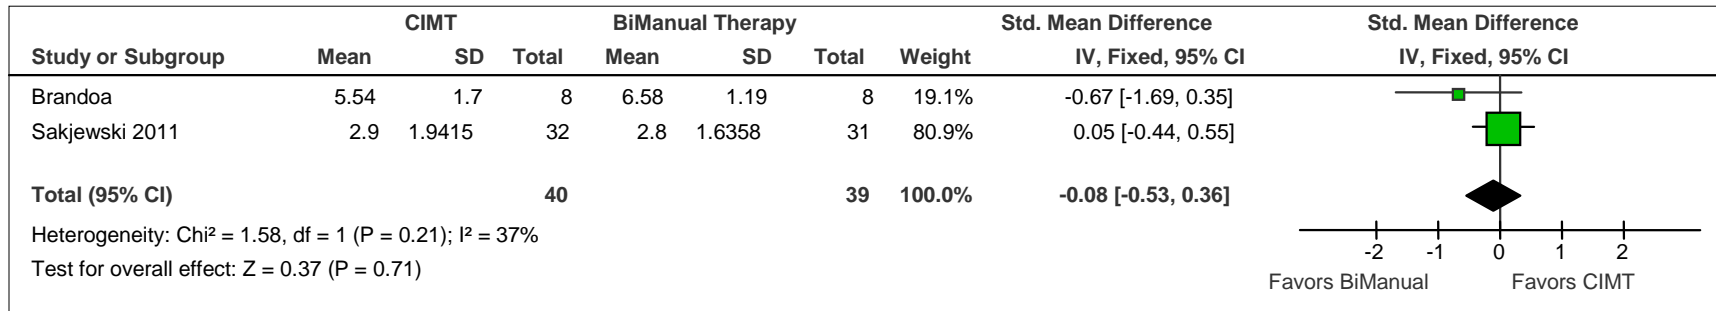 CIMT BiManual Therapy Std. Mean Difference Std. Mean Difference
Study or Subgroup Mean SD Total Mean SD Total Weight IV, Fixed, 95% CI IV, Fixed, 95% CI
Brandoa 5.54 1.7 8 6.58 1.19 8 19.1% -0.67 [-1.69, 0.35]
Sakjewski 2011 2.9 1.9415 32 2.8 1.6358 31 80.9% 0.05 [-0.44, 0.55]
Total (95% CI) 40 39 100.0% -0.08 [-0.53, 0.36]
Heterogeneity: Chi² = 1.58, df = 1 (P = 0.21); I² = 37%
Test for overall effect: Z = 0.37 (P = 0.71)
-2 -1 0 1 2
Favors BiManual Favors CIMT